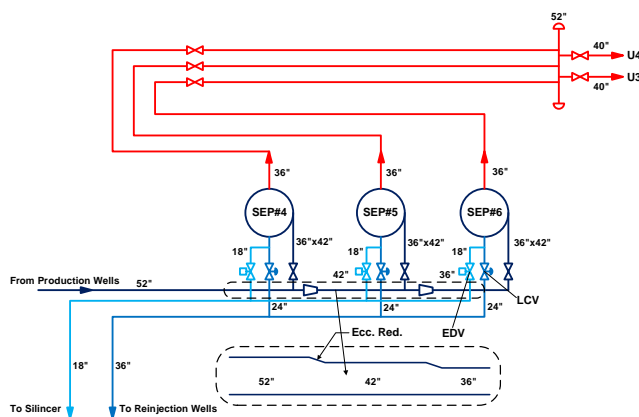 52"
40"
U4
U3
40"
36"
36"
36"
SEP#4
SEP#5
SEP#6
18"
36"x42"
18"
36"x42"
18"
36"x42"
From Production Wells
52"
42"
36"
LCV
24"
24"
24"
EDV
Ecc. Red.
18"
36"
52"
42"
36"
To Silincer
To Reinjection Wells